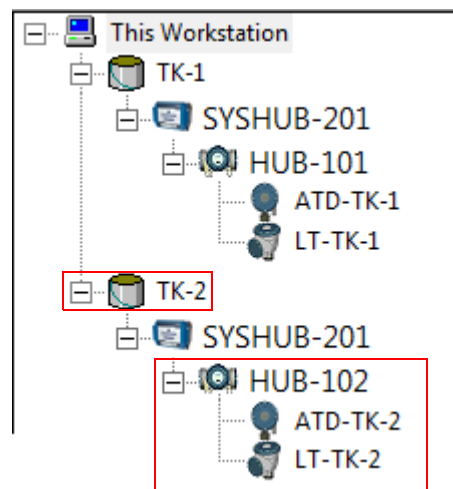 This Workstation
TK-1
SYSHUB-201
HUB-101
ATD-TK-1
LT-TK-1
TK-2
SYSHUB-201
HUB-102
ATD-TK-2
LT-TK-2